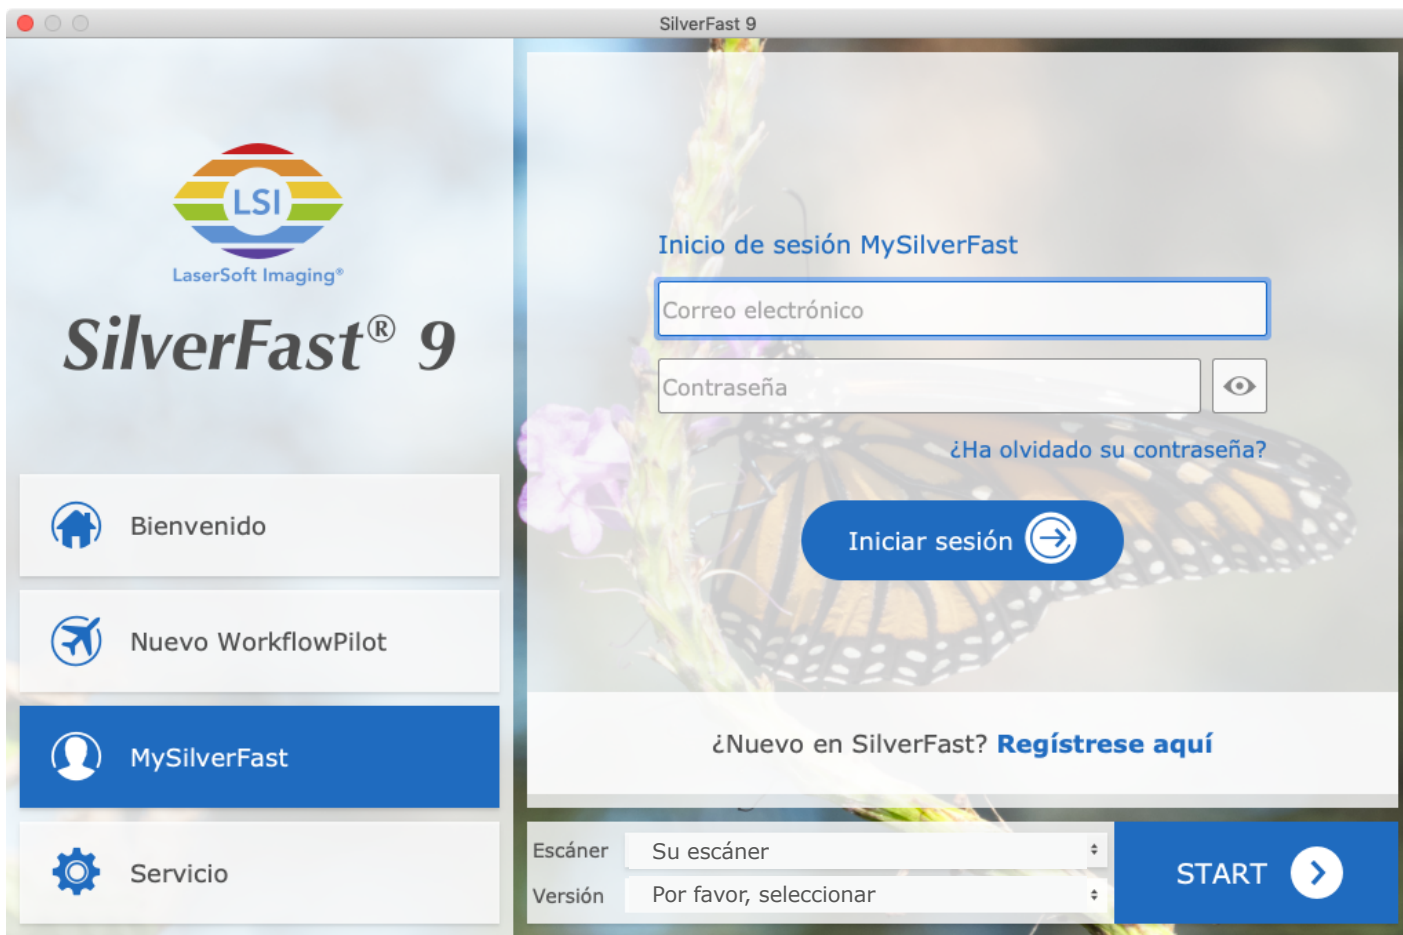 SilverFast 9
LSI
LaserSoft Imaging®
SilverFast® 9
Bienvenido
Nuevo WorkflowPilot
MySilverFast
Servicio
Inicio de sesión MySilverFast
Correo electrónico
Contraseña
¿Ha olvidado su contraseña?
Iniciar sesión
¿Nuevo en SilverFast? Regístrese aquí
Escáner Su escáner
Versión Por favor, seleccionar
START